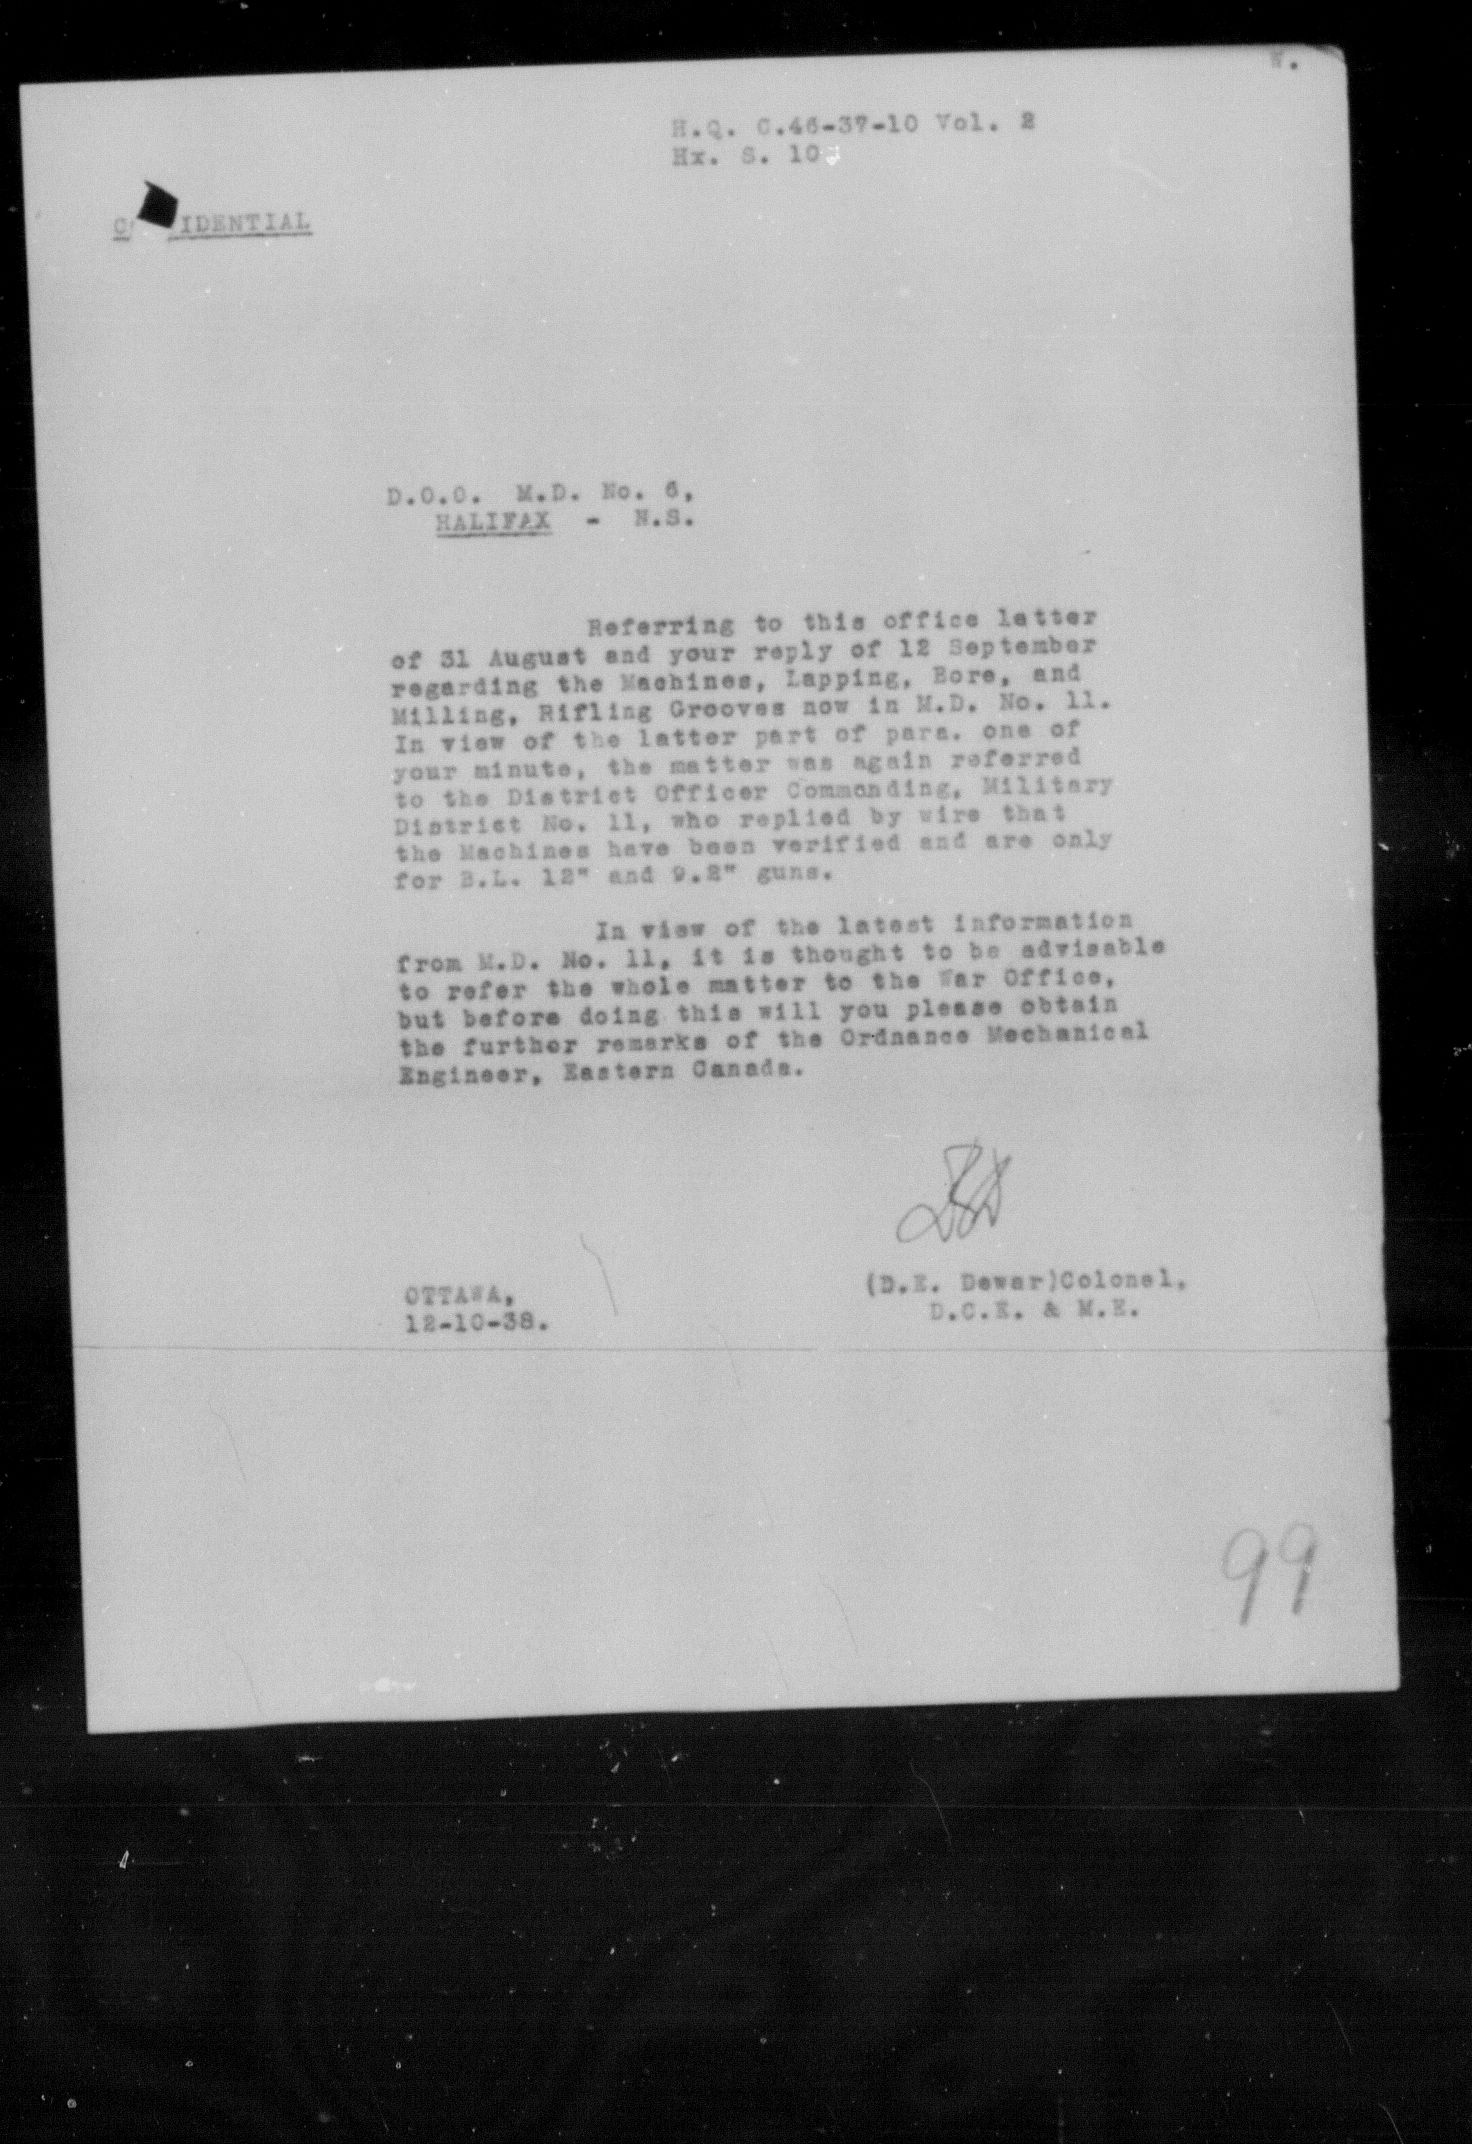 W.
H.Q. C.46-37-10 Vol. 2
Hx. S. 10
C IDENTIAL
D.O.O. M.D. No. 6,
HALIFAX - N.S.
Referring to this office letter
of 31 August and your reply of 12 September
regarding the Machines, Lapping, Bore, and
Milling, Rifling Grooves now in M.D. No. 11.
In view of the latter part of para. one of
your minute, the matter was again referred
to the District Officer Commanding, Military
District No. 11, who replied by wire that
the Machines have been verified and are only
for B.L. 12" and 9.2" guns.
In view of the latest information
from M.D. No. 11, it is thought to be advisable
to refer the whole matter to the War Office,
but before doing this will you please obtain
the further remarks of the Ordnance Mechanical
Engineer, Eastern Canada.
(D.E. Dewar)Colonel,
D.C.E. & M.E.
OTTAWA,
12-10-38.
99